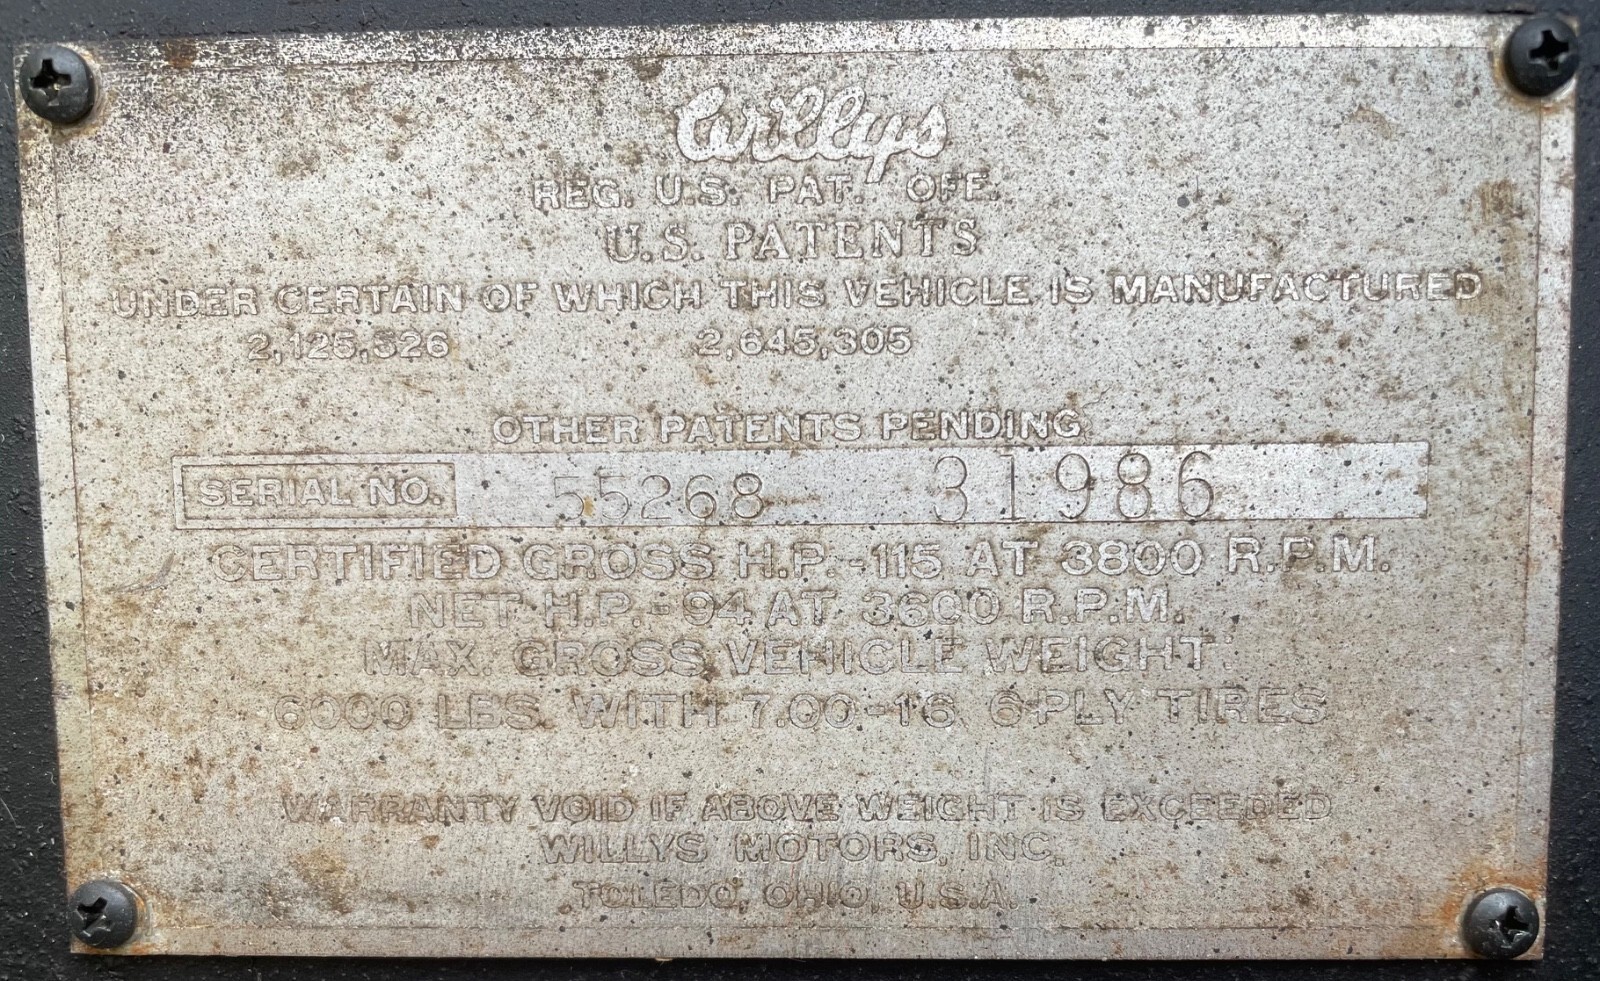 Willys
REG. U.S. PAT. OFF.
U.S. PATENTS
UNDER CERTAIN OF WHICH THIS VEHICLE IS MANUFACTURED
2,125,526 2,645,305
OTHER PATENTS PENDING
SERIAL NO. 55268 31986
CERTIFIED GROSS H.P.-115 AT 3800 R.P.M.
NET H.P.-94 AT 3600 R.P.M.
MAX. GROSS VEHICLE WEIGHT:
6000 LBS. WITH 7.00-16, 6-PLY TIRES
WARRANTY VOID IF ABOVE WEIGHT IS EXCEEDED
WILLYS MOTORS, INC.
TOLEDO, OHIO, U.S.A.